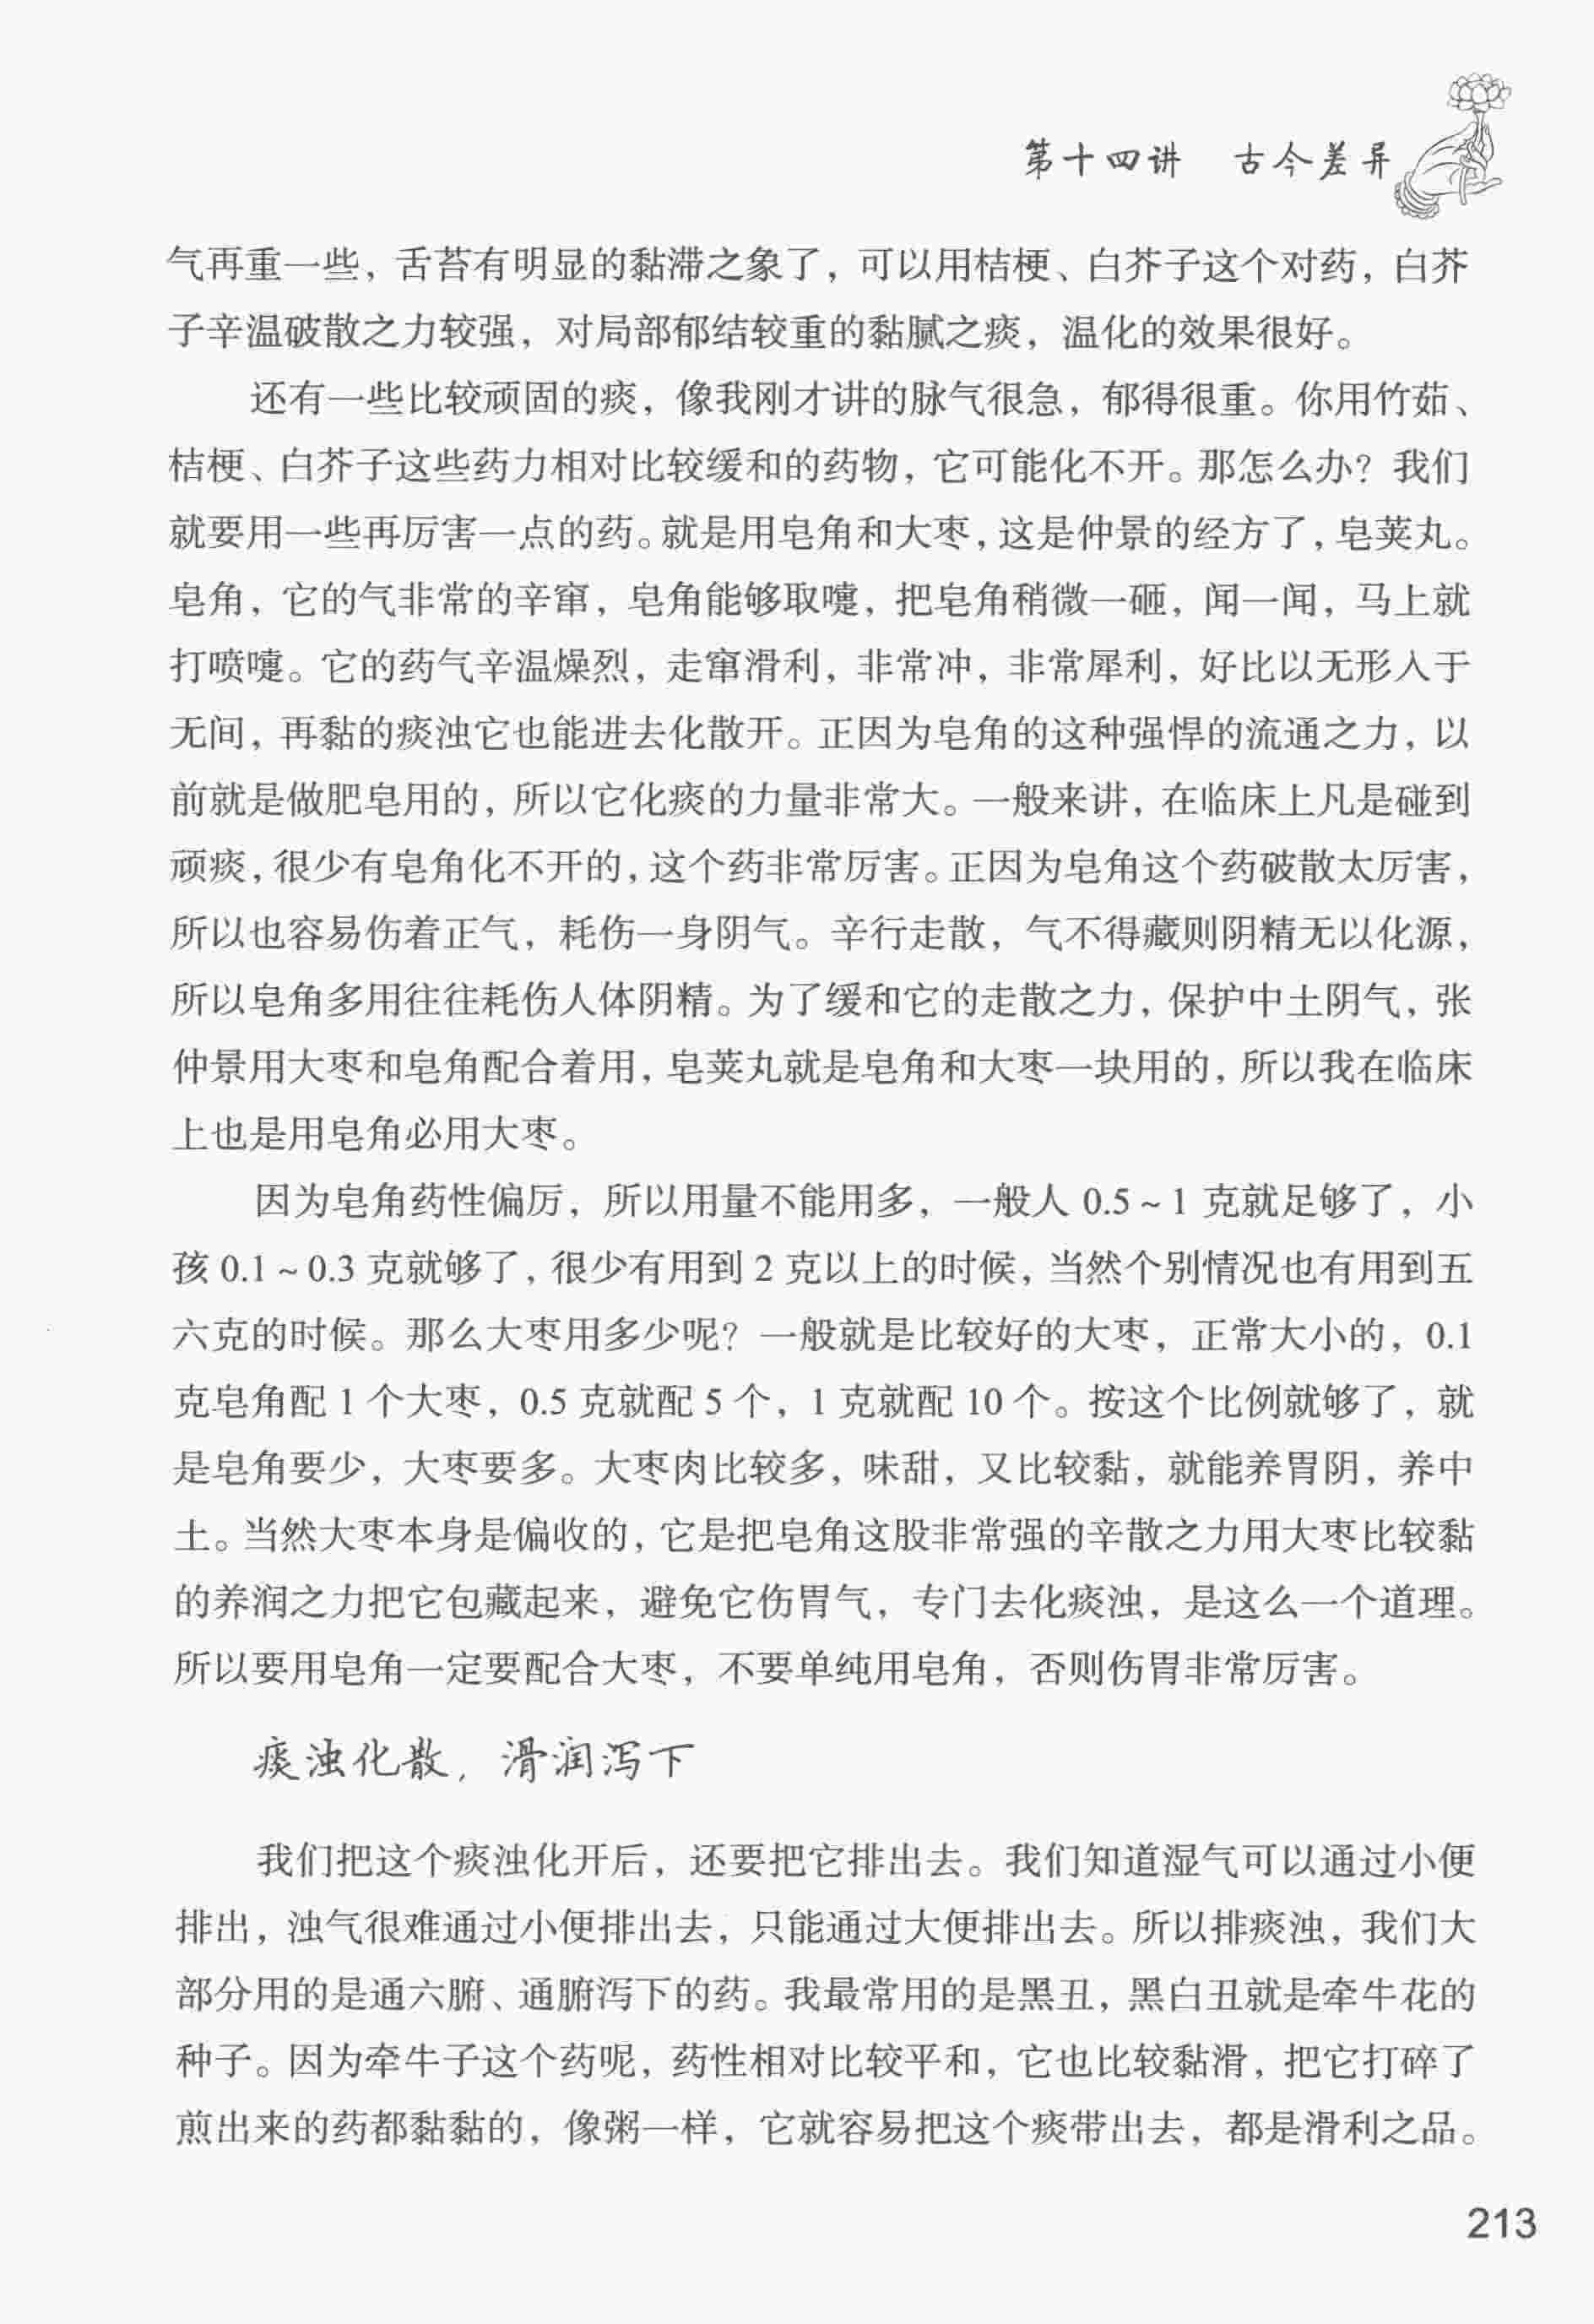 第十四讲　古今差异
气再重一些，舌苔有明显的黏滞之象了，可以用桔梗、白芥子这个对药，白芥
子辛温破散之力较强，对局部郁结较重的黏腻之痰，温化的效果很好。
还有一些比较顽固的痰，像我刚才讲的脉气很急，郁得很重。你用竹茹、
桔梗、白芥子这些药力相对比较缓和的药物，它可能化不开。那怎么办？我们
就要用一些再厉害一点的药。就是用皂角和大枣，这是仲景的经方了，皂荚丸。
皂角，它的气非常的辛窜，皂角能够取嚏，把皂角稍微一砸，闻一闻，马上就
打喷嚏。它的药气辛温燥烈，走窜滑利，非常冲，非常犀利，好比以无形入于
无间，再黏的痰浊它也能进去化散开。正因为皂角的这种强悍的流通之力，以
前就是做肥皂用的，所以它化痰的力量非常大。一般来讲，在临床上凡是碰到
顽痰，很少有皂角化不开的，这个药非常厉害。正因为皂角这个药破散太厉害，
所以也容易伤着正气，耗伤一身阴气。辛行走散，气不得藏则阴精无以化源，
所以皂角多用往往耗伤人体阴精。为了缓和它的走散之力，保护中土阴气，张
仲景用大枣和皂角配合着用，皂荚丸就是皂角和大枣一块用的，所以我在临床
上也是用皂角必用大枣。
因为皂角药性偏厉，所以用量不能用多，一般人 0.5 ~ 1 克就足够了，小
孩 0.1 ~ 0.3 克就够了，很少有用到 2 克以上的时候，当然个别情况也有用到五
六克的时候。那么大枣用多少呢？一般就是比较好的大枣，正常大小的，0.1
克皂角配 1 个大枣，0.5 克就配 5 个，1 克就配 10 个。按这个比例就够了，就
是皂角要少，大枣要多。大枣肉比较多，味甜，又比较黏，就能养胃阴，养中
土。当然大枣本身是偏收的，它是把皂角这股非常强的辛散之力用大枣比较黏
的养润之力把它包藏起来，避免它伤胃气，专门去化痰浊，是这么一个道理。
所以要用皂角一定要配合大枣，不要单纯用皂角，否则伤胃非常厉害。
痰浊化散，滑润泻下
我们把这个痰浊化开后，还要把它排出去。我们知道湿气可以通过小便
排出，浊气很难通过小便排出去，只能通过大便排出去。所以排痰浊，我们大
部分用的是通六腑、通腑泻下的药。我最常用的是黑丑，黑白丑就是牵牛花的
种子。因为牵牛子这个药呢，药性相对比较平和，它也比较黏滑，把它打碎了
煎出来的药都黏黏的，像粥一样，它就容易把这个痰带出去，都是滑利之品。
213